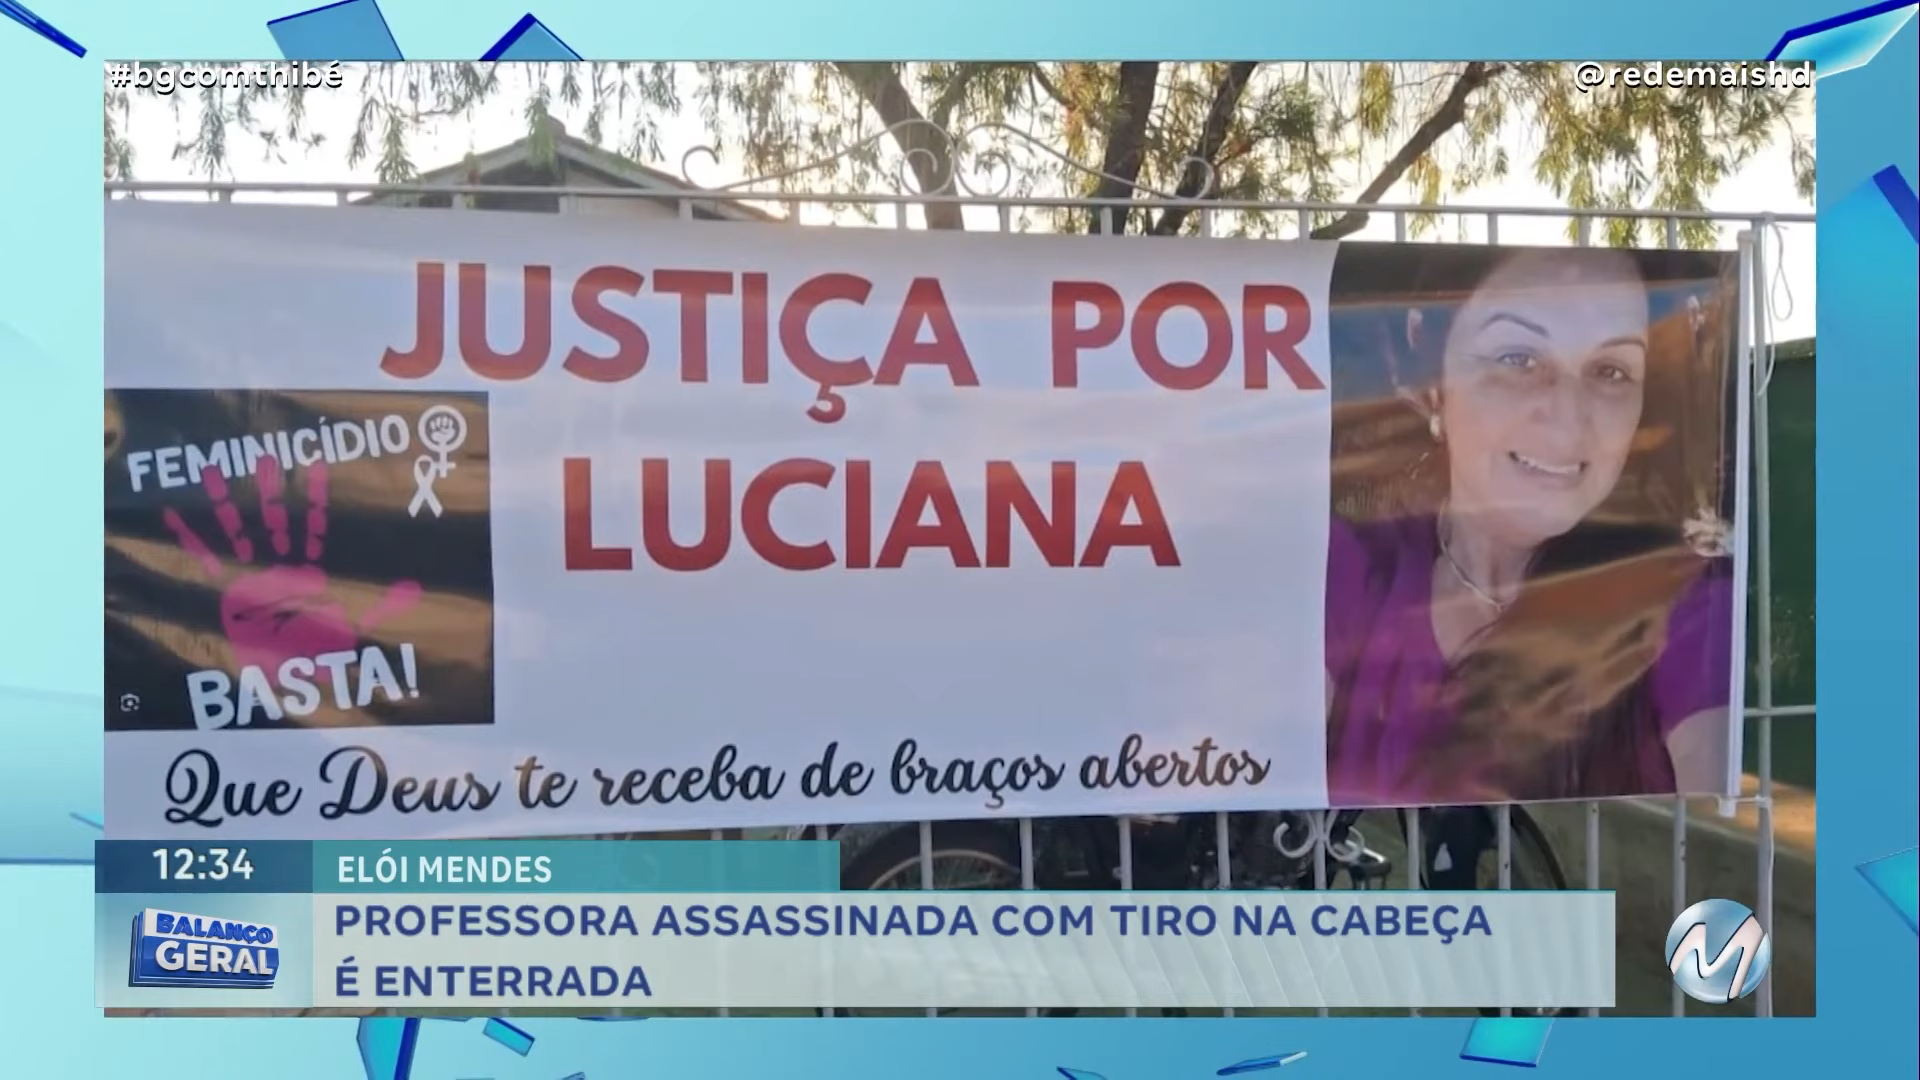 #bgcomthibé
@redemaishd
JUSTIÇA POR
LUCIANA
FEMINICÍDIO
BASTA!
Que Deus te receba de braços abertos
12:34
ELÓI MENDES
BALANÇO
GERAL
PROFESSORA ASSASSINADA COM TIRO NA CABEÇA
É ENTERRADA
M